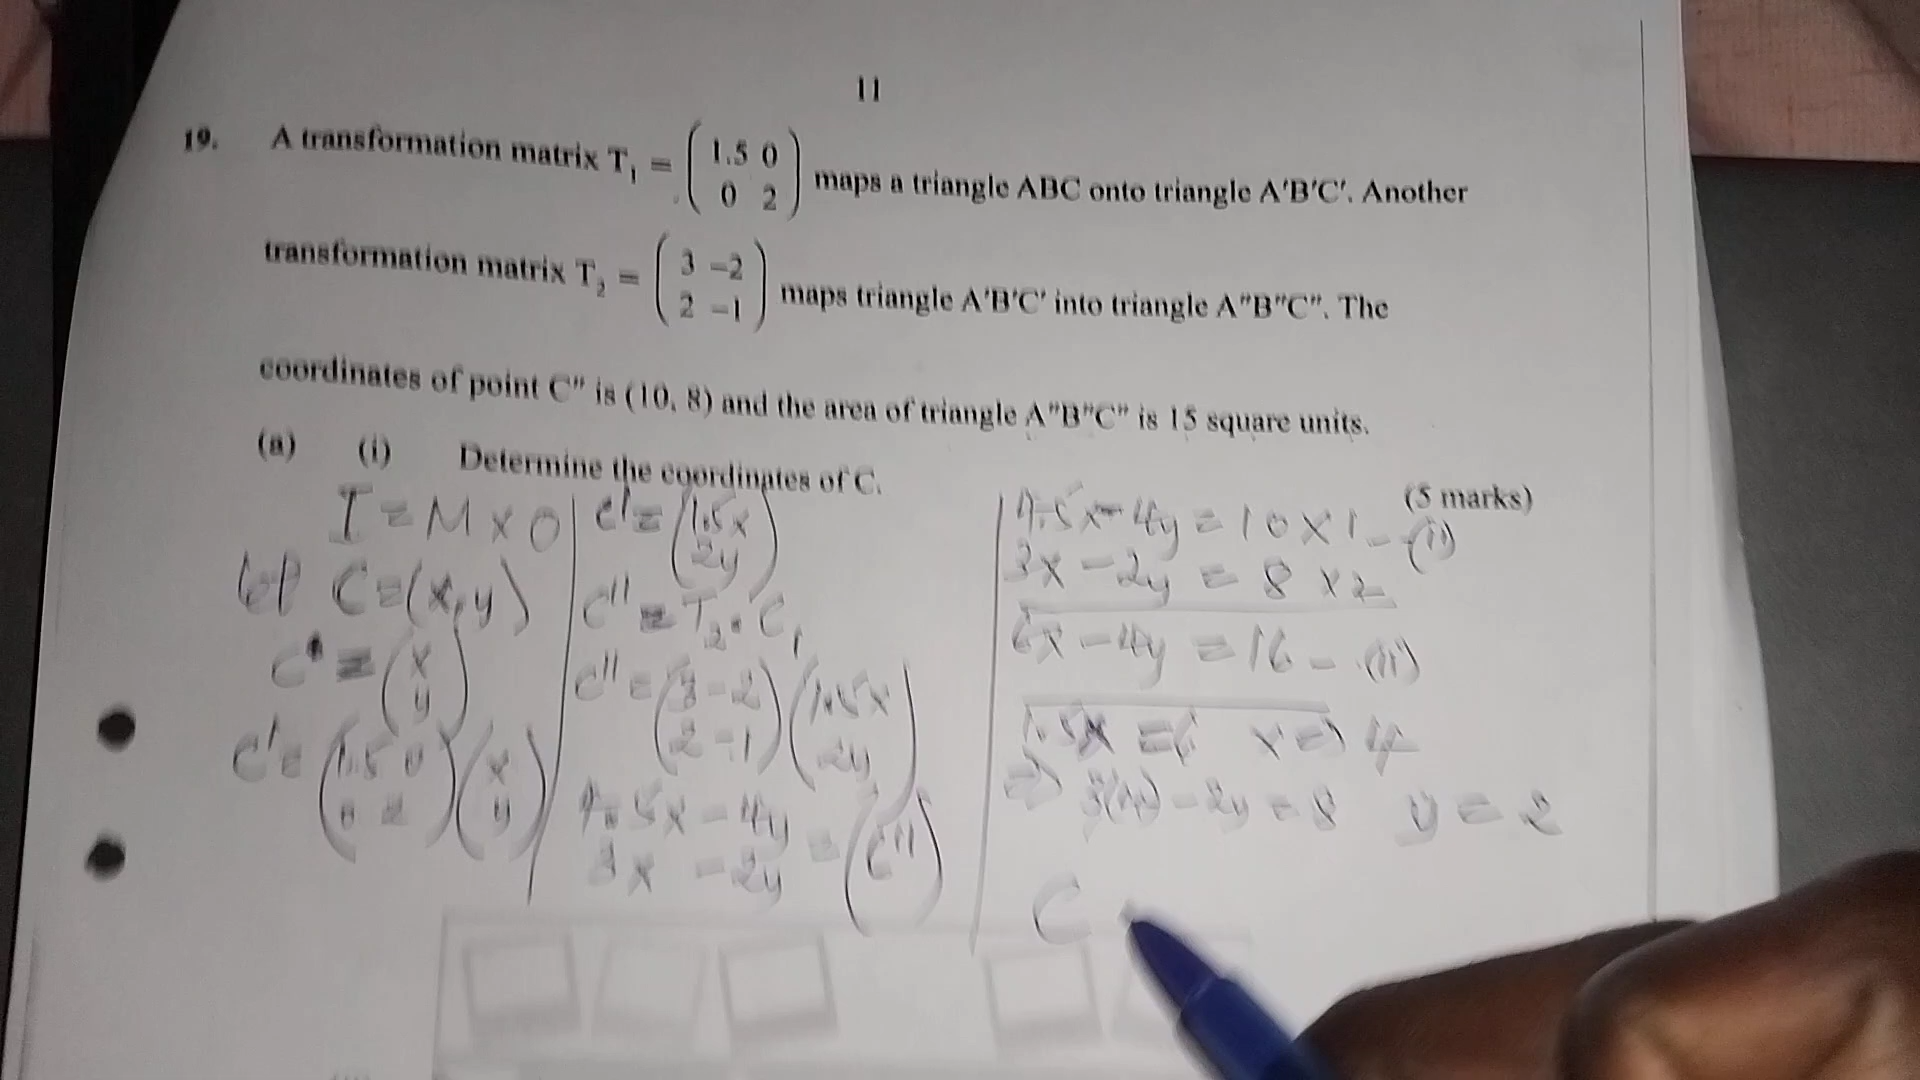 11
19. A transformation matrix T₁ = ( 1.5 0
0 2 ) maps a triangle ABC onto triangle A′B′C′. Another
transformation matrix T₂ = ( 3 −2
2 −1 ) maps triangle A′B′C′ into triangle A″B″C″. The
coordinates of point C″ is (10, 8) and the area of triangle A″B″C″ is 15 square units.
(a) (i) Determine the coordinates of C.
(5 marks)
I = M × O
let C = (x, y)
C = ( x
y )
C' = ( 1.5 0
0 2 ) ( x
y )
C' = ( 1.5x
2y )
C'' = T₂ · C₁
C'' = ( 3 −2
2 −1 ) ( 1.5x
2y )
4.5x − 4y
3x − 2y = ( C'' )
4.5x − 4y = 10 × 1 - (i)
3x − 2y = 8 × 2
6x − 4y = 16 - (ii)
1.5x = 6 x => 4
=> 3(4) − 2y = 8 y = 2
C